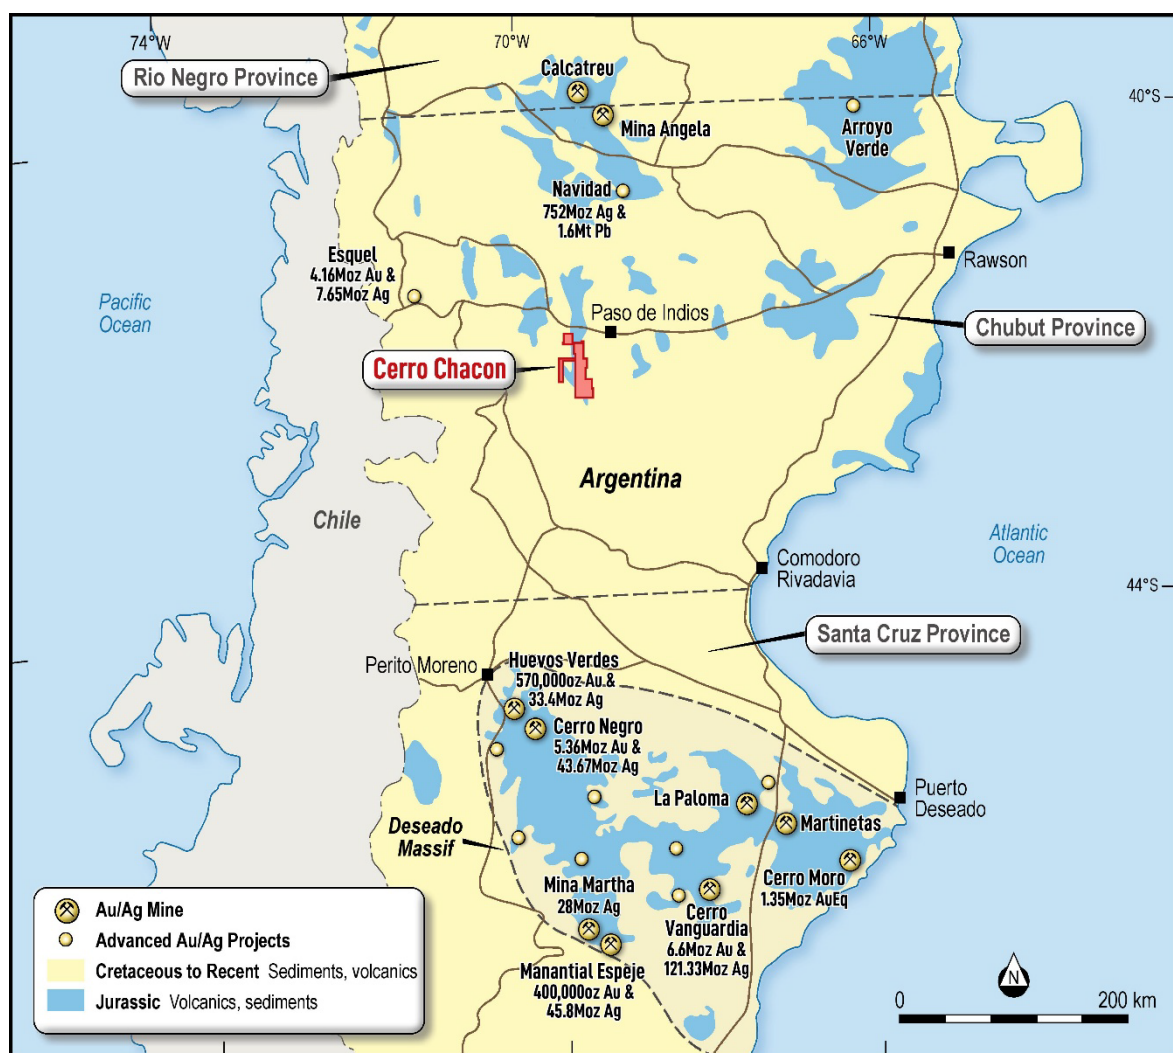 74°W
70°W
66°W
Rio Negro Province
Calcatreu
40°S
Mina Angela
Arroyo
Verde
Navidad
752Moz Ag &
1.6Mt Pb
Esquel
4.16Moz Au &
7.65Moz Ag
Rawson
Pacific
Ocean
Paso de Indios
Chubut Province
Cerro Chacon
Argentina
Chile
Atlantic
Ocean
Comodoro
Rivadavia
44°S
Santa Cruz Province
Perito Moreno
Huevos Verdes
570,000oz Au &
33.4Moz Ag
Cerro Negro
5.36Moz Au &
43.67Moz Ag
La Paloma
Puerto
Deseado
Martinetas
Deseado
Massif
Cerro Moro
1.35Moz AuEq
Mina Martha
28Moz Ag
Cerro
Vanguardia
6.6Moz Au &
121.33Moz Ag
Manantial Espeje
400,000oz Au &
45.8Moz Ag
Au/Ag Mine
Advanced Au/Ag Projects
Cretaceous to Recent Sediments, volcanics
Jurassic Volcanics, sediments
N
0 200 km